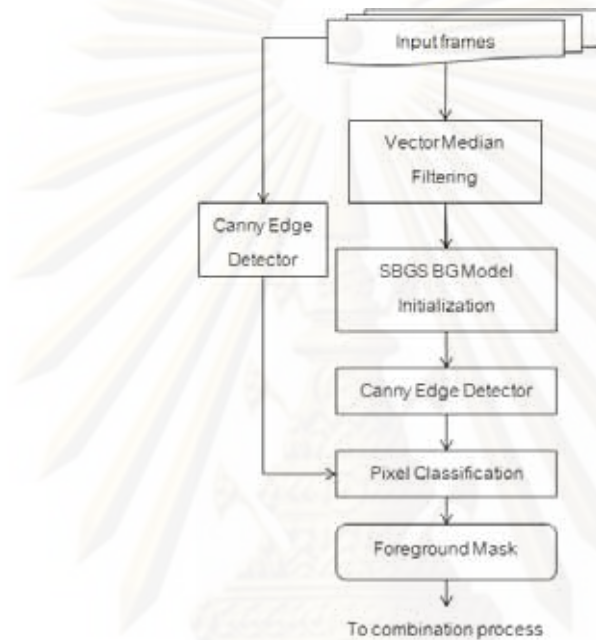 Input frames
Vector Median
Filtering
Canny Edge
Detector
SBGS BG Model
Initialization
Canny Edge Detector
Pixel Classification
Foreground Mask
To combination process